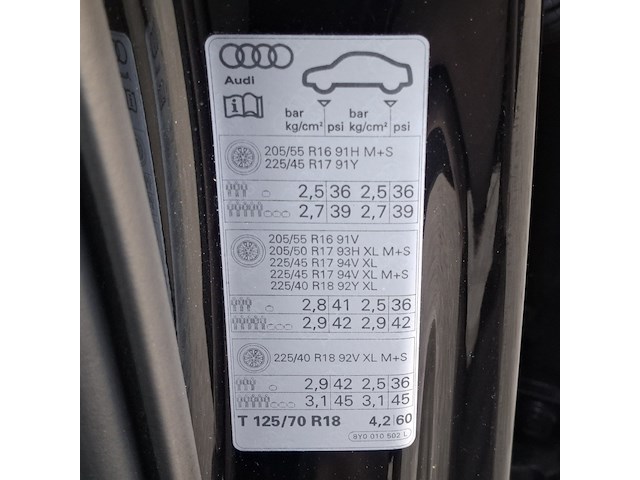 Audi
bar bar
kg/cm² psi kg/cm² psi
205/55 R16 91H M+S
225/45 R17 91Y
2,5 36 2,5 36
2,7 39 2,7 39
205/55 R16 91V
205/50 R17 93H XL M+S
225/45 R17 94V XL
225/45 R17 94V XL M+S
225/40 R18 92Y XL
2,8 41 2,5 36
2,9 42 2,9 42
225/40 R18 92V XL M+S
2,9 42 2,5 36
3,1 45 3,1 45
T 125/70 R18 4,2 60
8Y0 010 502 L